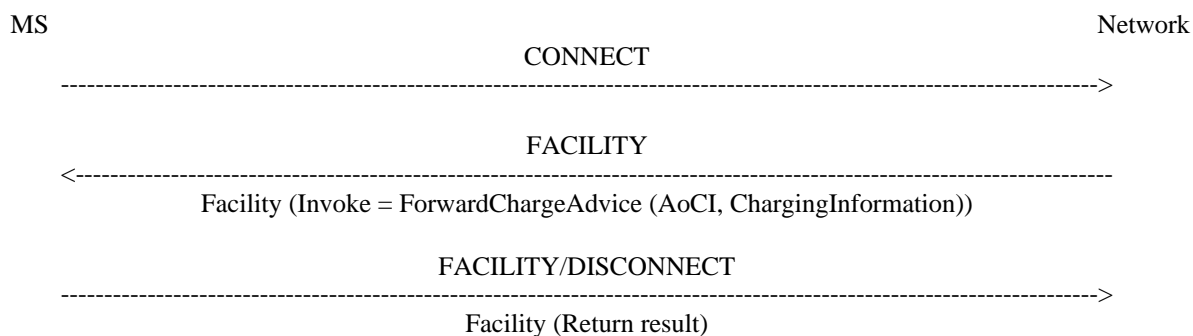 MS Network
CONNECT
------------------------------------------------------------------------------------------------------------------------>
FACILITY
<------------------------------------------------------------------------------------------------------------------------
Facility (Invoke = ForwardChargeAdvice (AoCI, ChargingInformation))
FACILITY/DISCONNECT
------------------------------------------------------------------------------------------------------------------------>
Facility (Return result)